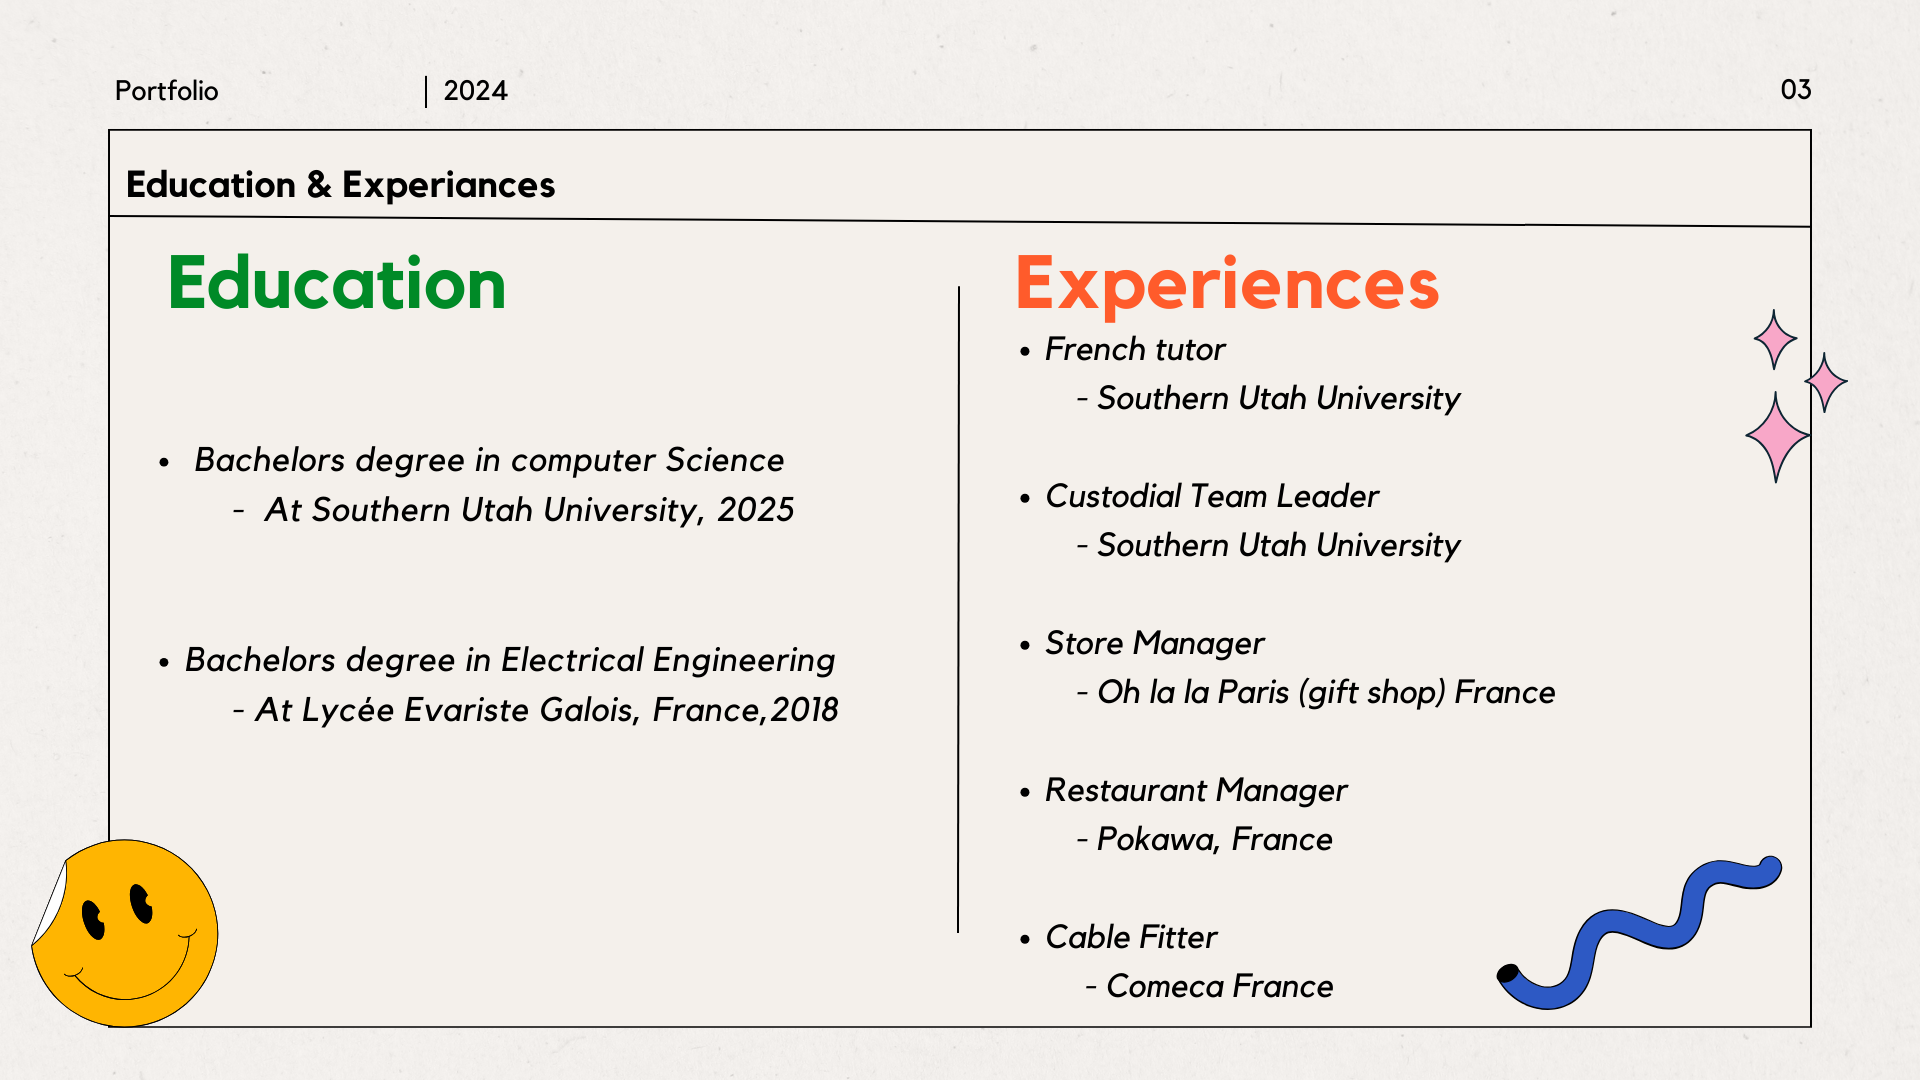 Portfolio
2024
03
Education & Experiances
Education
• Bachelors degree in computer Science
- At Southern Utah University, 2025
• Bachelors degree in Electrical Engineering
- At Lycée Evariste Galois, France,2018
Experiences
• French tutor
- Southern Utah University
• Custodial Team Leader
- Southern Utah University
• Store Manager
- Oh la la Paris (gift shop) France
• Restaurant Manager
- Pokawa, France
• Cable Fitter
- Comeca France